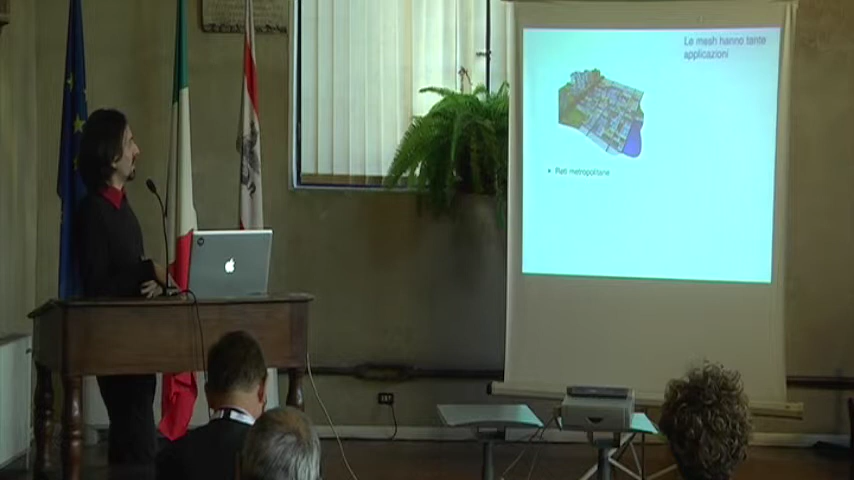 Le mesh hanno tante
applicazioni
• Reti metropolitane